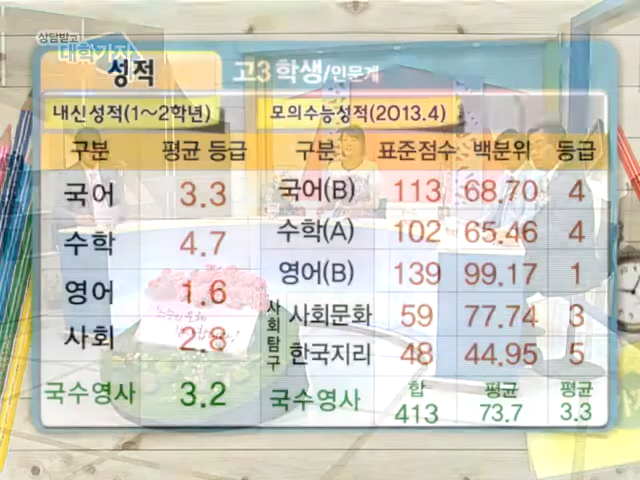 상담받고
대학가자
성적 고3 학생/인문계
내신성적(1~2학년) 모의수능성적(2013.4)
구분 평균 등급 구분 표준점수 백분위 등급
국어 3.3 국어(B) 113 68.70 4
수학 4.7 수학(A) 102 65.46 4
영어 1.6 영어(B) 139 99.17 1
사회 2.8 사회탐구 사회문화 59 77.74 3
한국지리 48 44.95 5
국수영사 3.2 국수영사 합 413 평균 73.7 평균 3.3